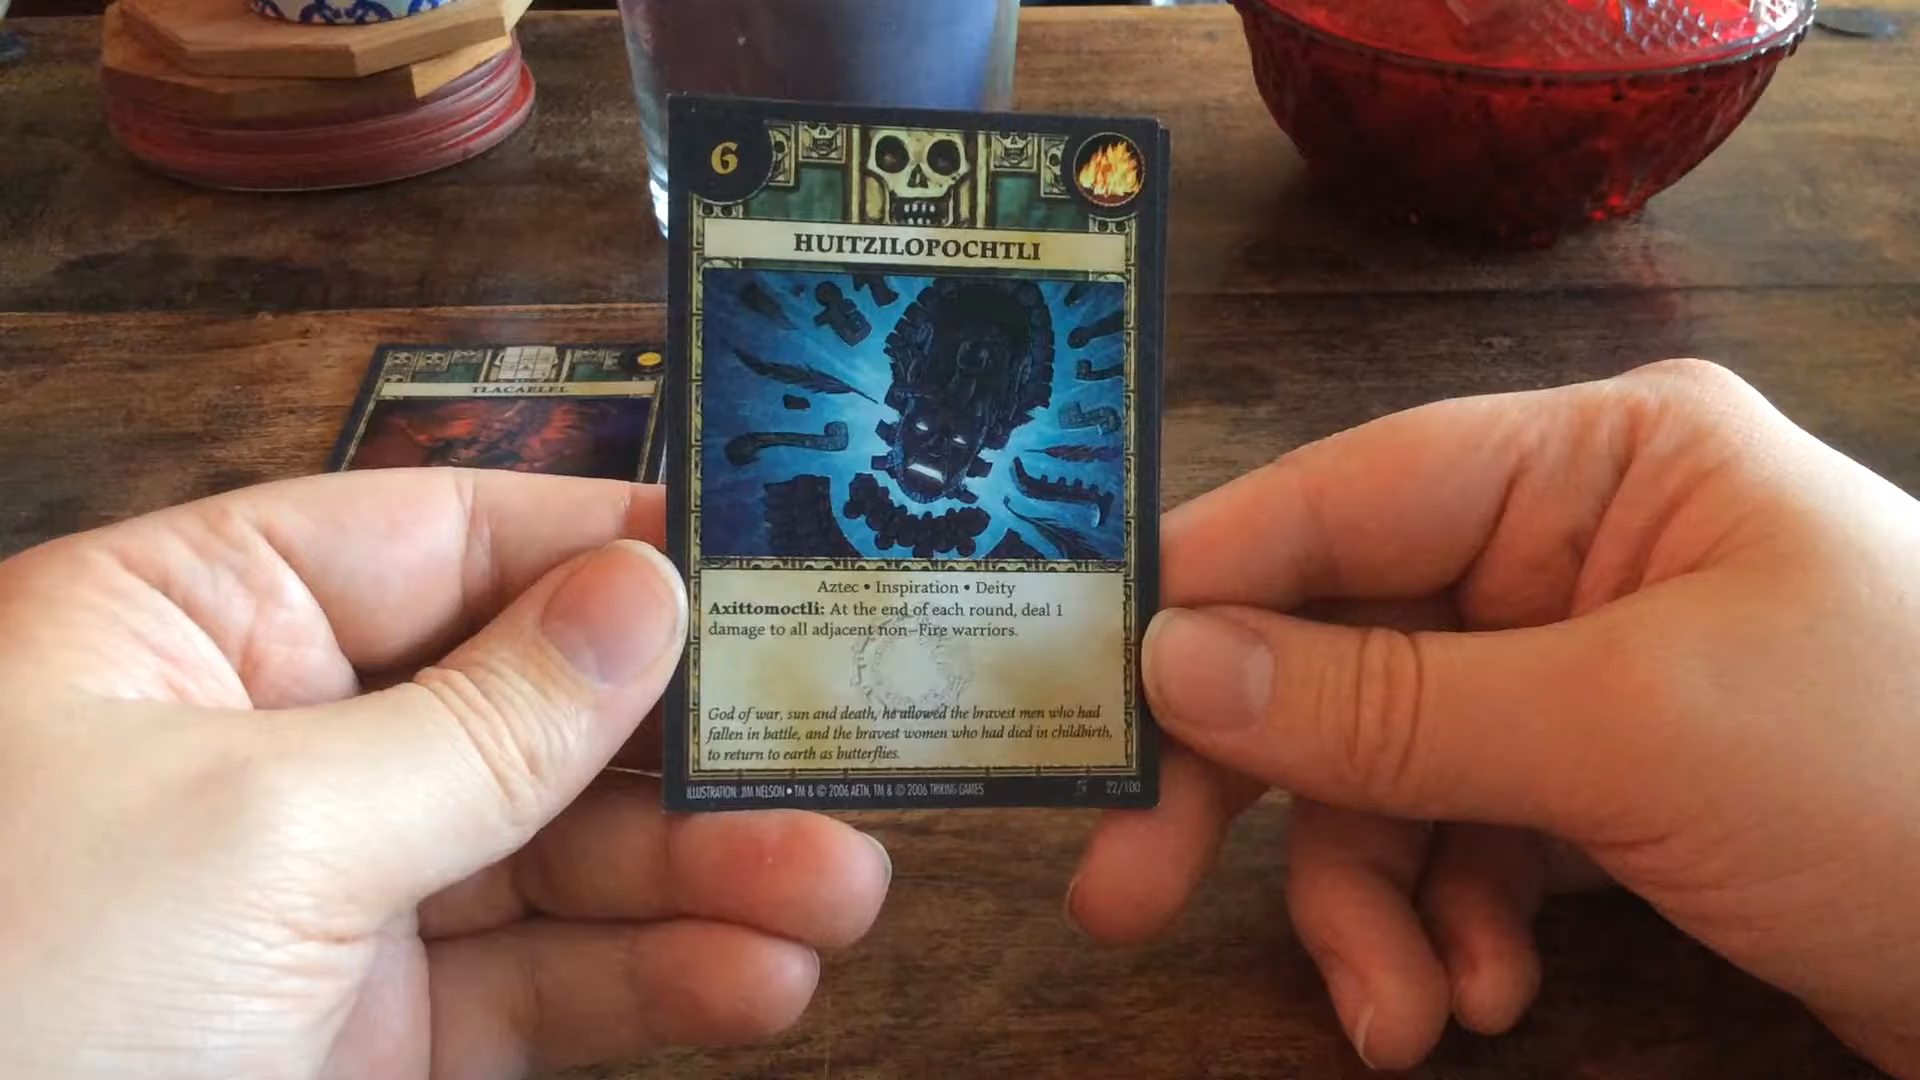 6
HUITZILOPOCHTLI
TLACAELEL
Aztec • Inspiration • Deity
Axittomoctli: At the end of each round, deal 1
damage to all adjacent non-Fire warriors.
God of war, sun and death, he allowed the bravest men who had
fallen in battle, and the bravest women who had died in childbirth,
to return to earth as butterflies.
ILLUSTRATION: JIM NELSON • TM & © 2006 AETN, TM & © 2006 TRIKING GAMES
22/100